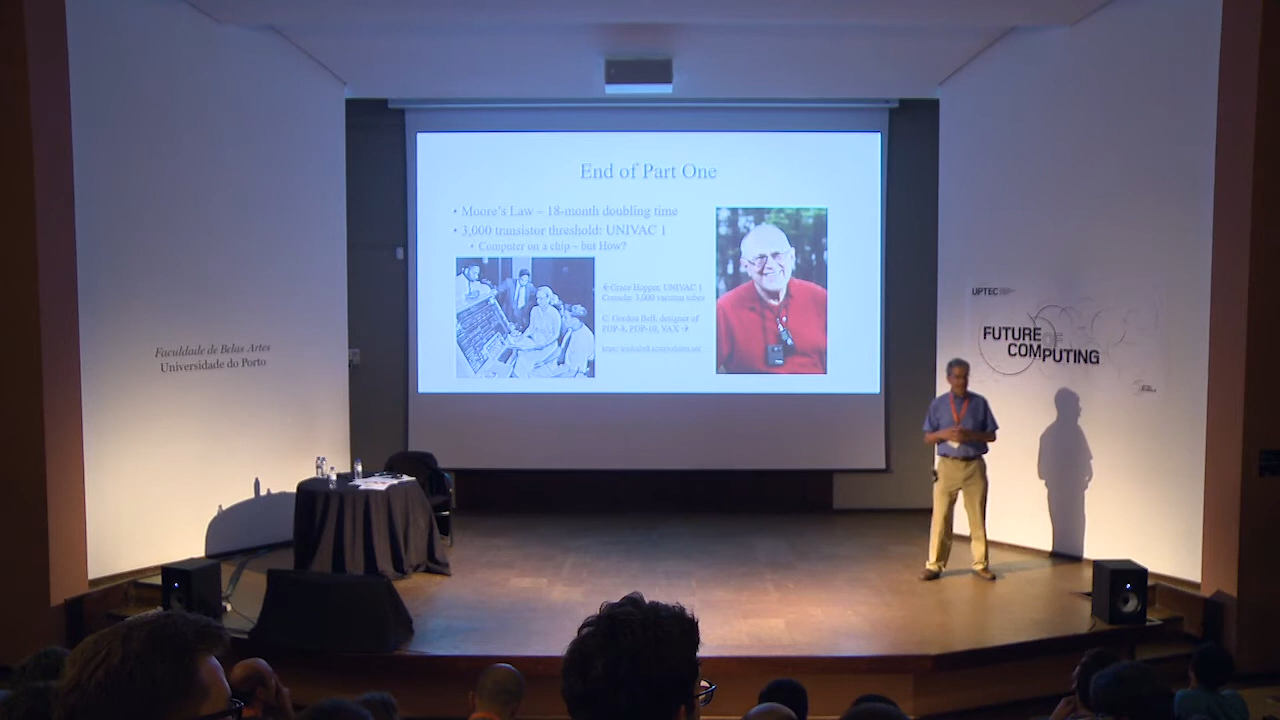 End of Part One
• Moore's Law – 18-month doubling time
• 3,000 transistor threshold: UNIVAC 1
• Computer on a chip – but How?
←Grace Hopper, UNIVAC 1
Console: 3,000 vacuum tubes
C. Gordon Bell, designer of
PDP-8, PDP-10, VAX →
Faculdade de Belas Artes
Universidade do Porto
UPTEC
FUTURE
OF
COMPUTING